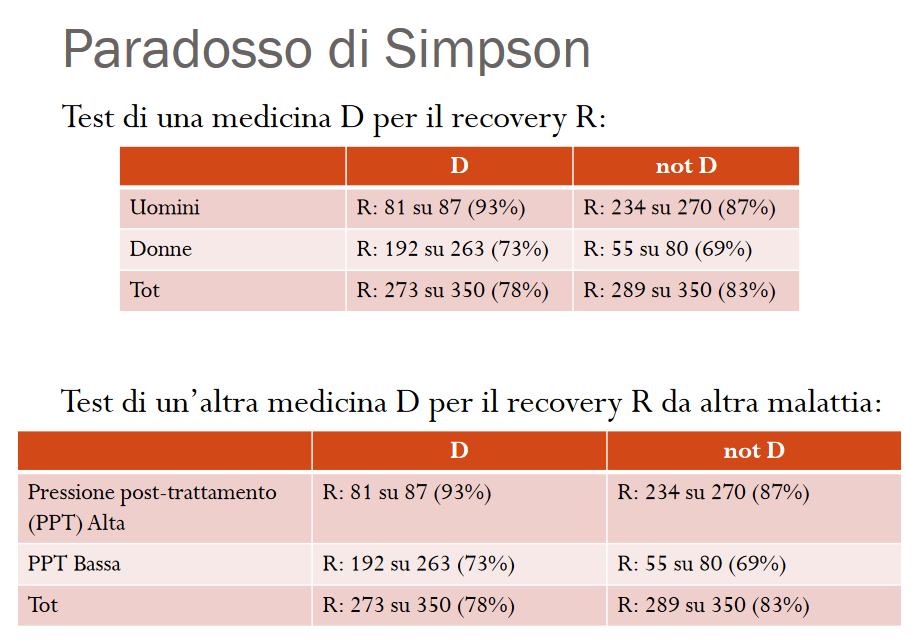 Paradosso di Simpson
Test di una medicina D per il recovery R:
D not D
Uomini R: 81 su 87 (93%) R: 234 su 270 (87%)
Donne R: 192 su 263 (73%) R: 55 su 80 (69%)
Tot R: 273 su 350 (78%) R: 289 su 350 (83%)
Test di un’altra medicina D per il recovery R da altra malattia:
D not D
Pressione post-trattamento R: 81 su 87 (93%) R: 234 su 270 (87%)
(PPT) Alta
PPT Bassa R: 192 su 263 (73%) R: 55 su 80 (69%)
Tot R: 273 su 350 (78%) R: 289 su 350 (83%)